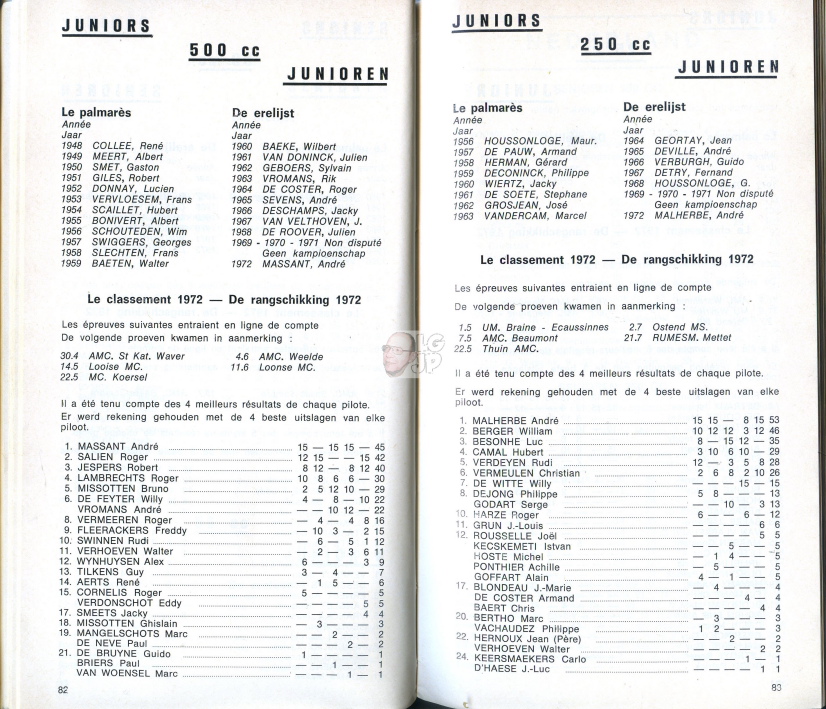 JUNIORS
500 cc
JUNIOREN
Le palmarès
Année
Jaar
1948 COLLEE, René
1949 MEERT, Albert
1950 SMET, Gaston
1951 GILES, Robert
1952 DONNAY, Lucien
1953 VERVLOESEM, Frans
1954 SCAILLET, Hubert
1955 BONIVERT, Albert
1956 SCHOUTEDEN, Wim
1957 SWIGGERS, Georges
1958 SLECHTEN, Frans
1959 BAETEN, Walter
De erelijst
Année
Jaar
1960 BAEKE, Wilbert
1961 VAN DONINCK, Julien
1962 GEBOERS, Sylvain
1963 VROMANS, Rik
1964 DE COSTER, Roger
1965 SEVENS, André
1966 DESCHAMPS, Jacky
1967 VAN VELTHOVEN, J.
1968 DE ROOVER, Julien
1969 - 1970 - 1971 Non disputé
Geen kampioenschap
1972 MASSANT, André
Le classement 1972 — De rangschikking 1972
Les épreuves suivantes entraient en ligne de compte
De volgende proeven kwamen in aanmerking :
30.4 AMC. St Kat. Waver 4.6 AMC. Weelde
14.5 Looise MC. 11.6 Loonse MC.
22.5 MC. Koersel
Il a été tenu compte des 4 meilleurs résultats de chaque pilote.
Er werd rekening gehouden met de 4 beste uitslagen van elke
piloot.
1. MASSANT André 15 — 15 15 — 45
2. SALIEN Roger 12 15 — — 15 42
3. JESPERS Robert 8 12 — 8 12 40
4. LAMBRECHTS Roger 10 8 6 6 — 30
5. MISSOTTEN Bruno 2 5 12 10 — 29
6. DE FEYTER Willy 4 — 8 — 10 22
VROMANS André — — 10 12 — 22
8. VERMEEREN Roger — 4 — 4 8 16
9. FLEERACKERS Freddy — 10 3 — 2 15
10. SWINNEN Rudi — 6 — 5 1 12
11. VERHOEVEN Walter — 2 — 3 6 11
12. WYNHUYSEN Alex 6 — — — 3 9
13. TILKENS Guy 3 — 4 — — 7
14. AERTS René — 1 5 — — 6
15. CORNELIS Roger 5 — — — — 5
VERDONSCHOT Eddy — — — — 5 5
17. SMEETS Jacky — — — — 4 4
18. MISSOTTEN Ghislain — 3 — — — 3
19. MANGELSCHOTS Marc — — 2 — — 2
DE NEVE Paul — — — 2 — 2
21. DE BRUYNE Guido 1 — — — — 1
BRIERS Paul — — 1 — — 1
VAN WOENSEL Marc — — — 1 — 1
82
JUNIORS
250 cc
JUNIOREN
Le palmarès
Année
Jaar
1956 HOUSSONLOGE, Maur.
1957 DE PAUW, Armand
1958 HERMAN, Gérard
1959 DECONINCK, Philippe
1960 WIERTZ, Jacky
1961 DE SOETE, Stephane
1962 GROSJEAN, José
1963 VANDERCAM, Marcel
De erelijst
Année
Jaar
1964 GEORTAY, Jean
1965 DEVILLE, André
1966 VERBURGH, Guido
1967 DETRY, Fernand
1968 HOUSSONLOGE, G.
1969 - 1970 - 1971 Non disputé
Geen kampioenschap
1972 MALHERBE, André
Le classement 1972 — De rangschikking 1972
Les épreuves suivantes entraient en ligne de compte
De volgende proeven kwamen in aanmerking :
1.5 UM. Braine - Ecaussinnes 2.7 Ostend MS.
7.5 AMC. Beaumont 21.7 RUMESM. Mettet
22.5 Thuin AMC.
Il a été tenu compte des 4 meilleurs résultats de chaque pilote.
Er werd rekening gehouden met de 4 beste uitslagen van elke
piloot.
1. MALHERBE André 15 15 — 8 15 53
2. BERGER William 10 12 12 3 12 46
3. BESONHE Luc 8 — 15 12 — 35
4. CAMAL Hubert 3 10 6 10 — 29
5. VERDEYEN Rudi 12 — 3 5 8 28
6. VERMEULEN Christian 2 6 8 2 10 26
7. DE WITTE Willy — — — 15 — 15
8. DEJONG Philippe 5 8 — — — 13
GODART Serge — — 10 — 3 13
10. HARZE Roger 6 — — — 6 — 12
11. GRUN J.-Louis — — — — 6 6
12. ROUSSELLE Joël — — — — 5 5
KECSKEMETI Istvan — — 5 — — 5
HOSTE Michel — 1 4 — — 5
PONTHIER Achille — 5 — — — 5
GOFFART Alain 4 — 1 — — 5
17. BLONDEAU J.-Marie — 4 — — — 4
DE COSTER Armand — — — 4 — 4
BAERT Chris — — — — 4 4
20. BERTHO Marc — 3 — — — 3
VACHAUDEZ Philippe 1 2 — — — 3
22. HERNOUX Jean (Père) — — 2 — — 2
VERHOEVEN Walter — — — — 2 2
24. KEERSMAEKERS Carlo — — — 1 — 1
D'HAESE J.-Luc — — — — 1 1
83
LG
JP